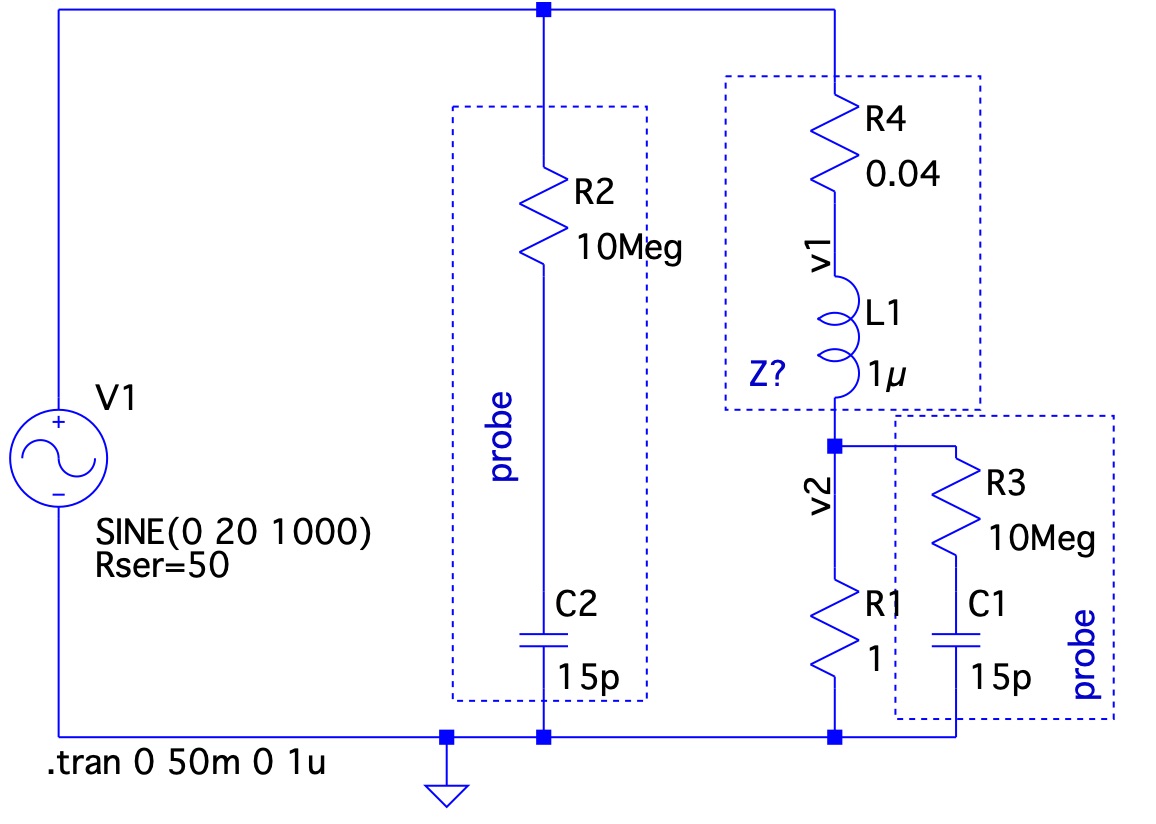 R4
0.04
R2
10Meg
v1
L1
Z?
1µ
V1
+
−
probe
SINE(0 20 1000)
Rser=50
v2
R3
10Meg
C2
15p
R1
1
C1
15p
probe
.tran 0 50m 0 1u